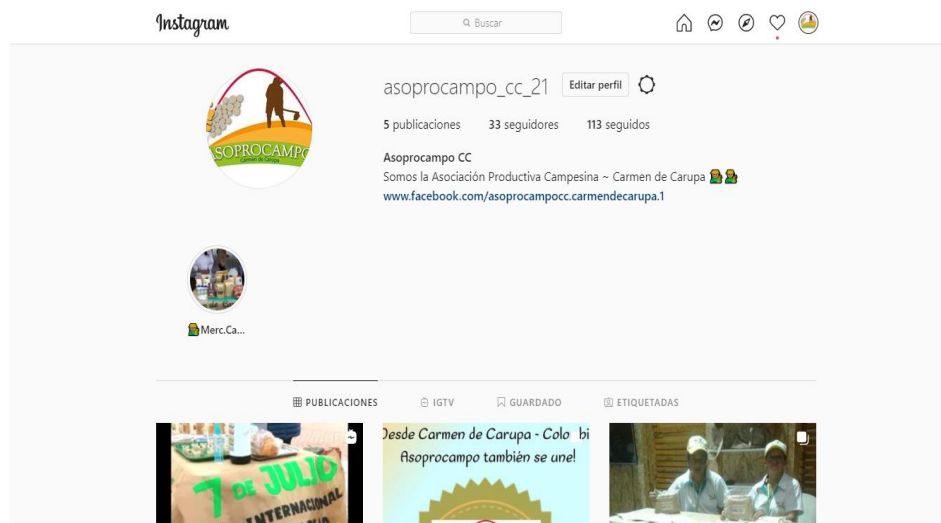 Instagram
Buscar
asoprocampo_cc_21 Editar perfil
5 publicaciones 33 seguidores 113 seguidos
Asoprocampo CC
Somos la Asociación Productiva Campesina ~ Carmen de Carupa
www.facebook.com/asoprocampocc.carmendecarupa.1
ASOPROCAMPO
Carmen de Carupa
Merc.Ca...
PUBLICACIONES IGTV GUARDADO ETIQUETADAS
7 DE JULIO
INTERNACIONAL
Desde Carmen de Carupa - Colo bi
Asoprocampo también se une!